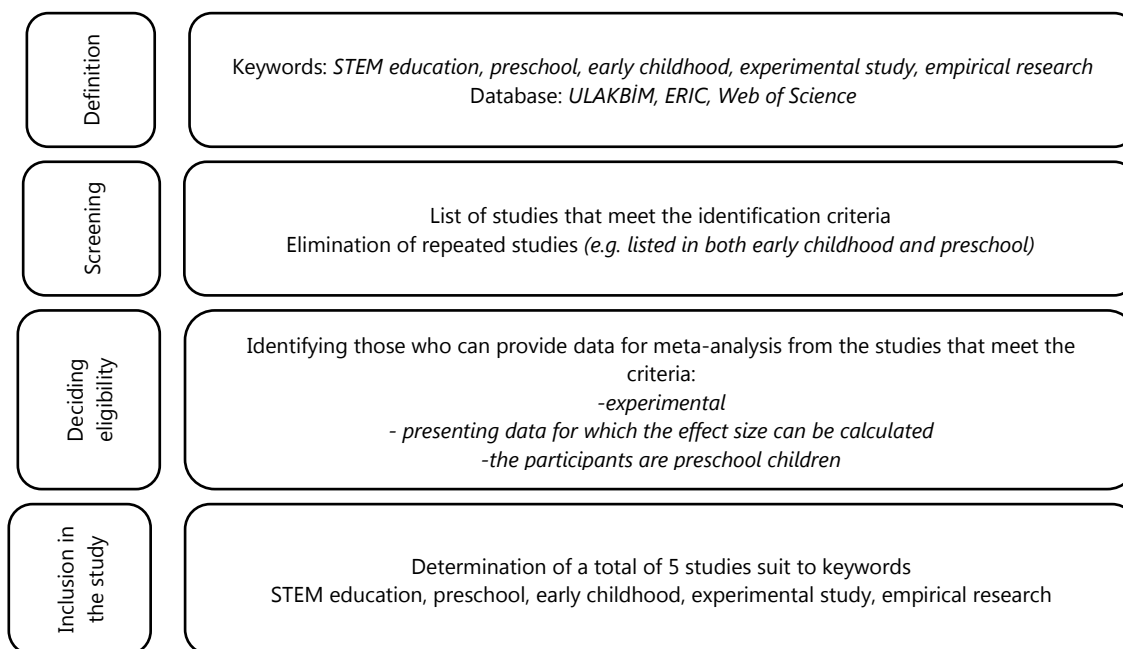 Definition
Keywords: STEM education, preschool, early childhood, experimental study, empirical research
Database: ULAKBİM, ERIC, Web of Science
Screening
List of studies that meet the identification criteria
Elimination of repeated studies (e.g. listed in both early childhood and preschool)
Deciding
eligibility
Identifying those who can provide data for meta-analysis from the studies that meet the
criteria:
-experimental
- presenting data for which the effect size can be calculated
-the participants are preschool children
Inclusion in
the study
Determination of a total of 5 studies suit to keywords
STEM education, preschool, early childhood, experimental study, empirical research